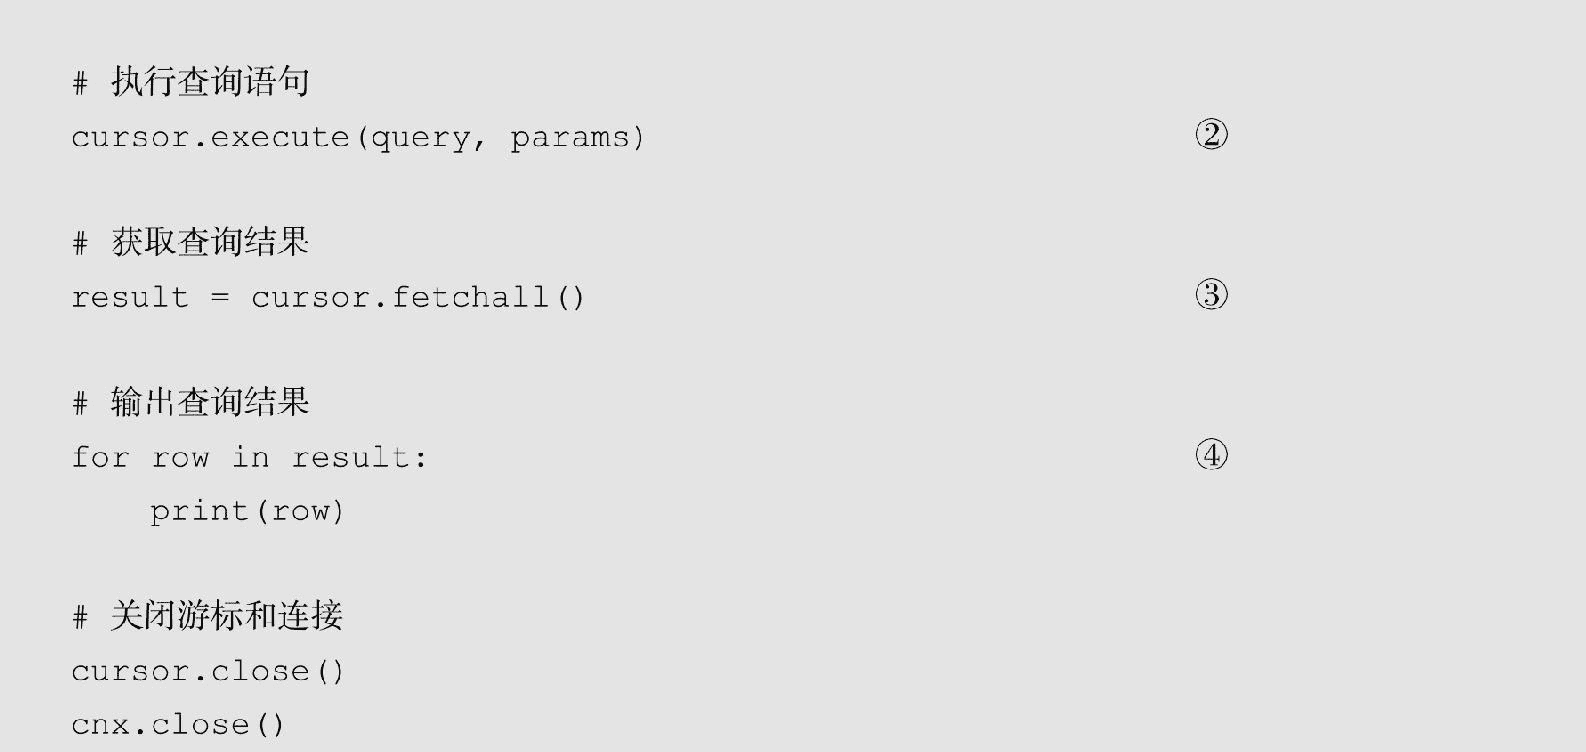 # 执行查询语句
cursor.execute(query, params) ②
# 获取查询结果
result = cursor.fetchall() ③
# 输出查询结果
for row in result: ④
    print(row)
# 关闭游标和连接
cursor.close()
cnx.close()